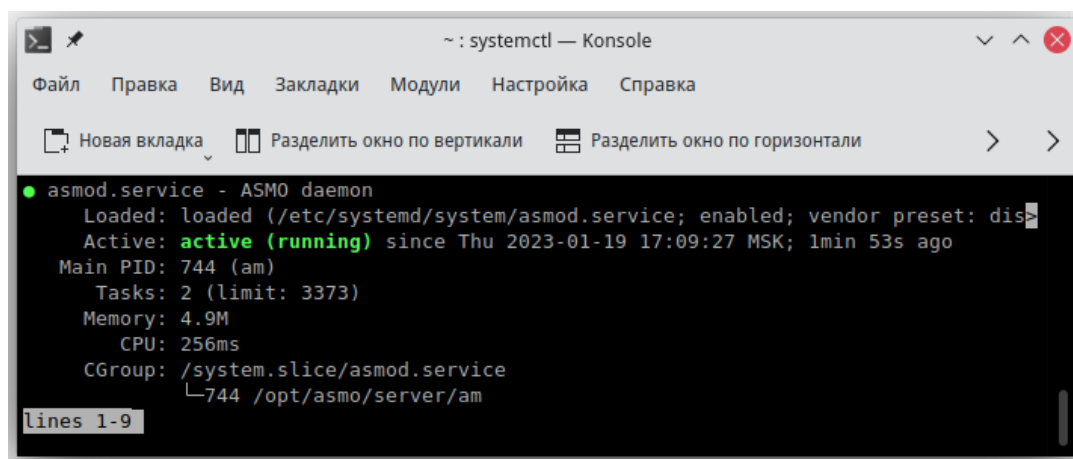 ~ : systemctl — Konsole
Файл Правка Вид Закладки Модули Настройка Справка
Новая вкладка Разделить окно по вертикали Разделить окно по горизонтали
● asmod.service - ASMO daemon
Loaded: loaded (/etc/systemd/system/asmod.service; enabled; vendor preset: dis>
Active: active (running) since Thu 2023-01-19 17:09:27 MSK; 1min 53s ago
Main PID: 744 (am)
Tasks: 2 (limit: 3373)
Memory: 4.9M
CPU: 256ms
CGroup: /system.slice/asmod.service
└─744 /opt/asmo/server/am
lines 1-9